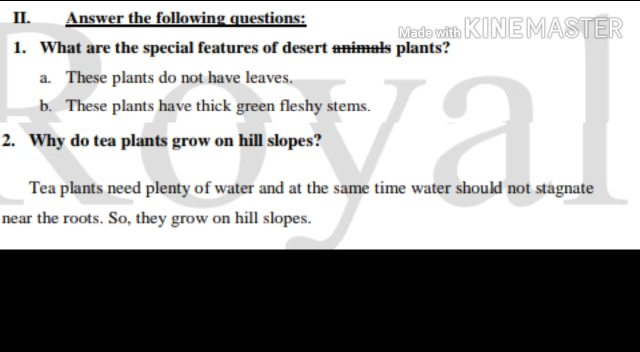 II. Answer the following questions:
Made with KINEMASTER
1. What are the special features of desert animals plants?
a. These plants do not have leaves.
b. These plants have thick green fleshy stems.
2. Why do tea plants grow on hill slopes?
Tea plants need plenty of water and at the same time water should not stagnate
near the roots. So, they grow on hill slopes.
Royal